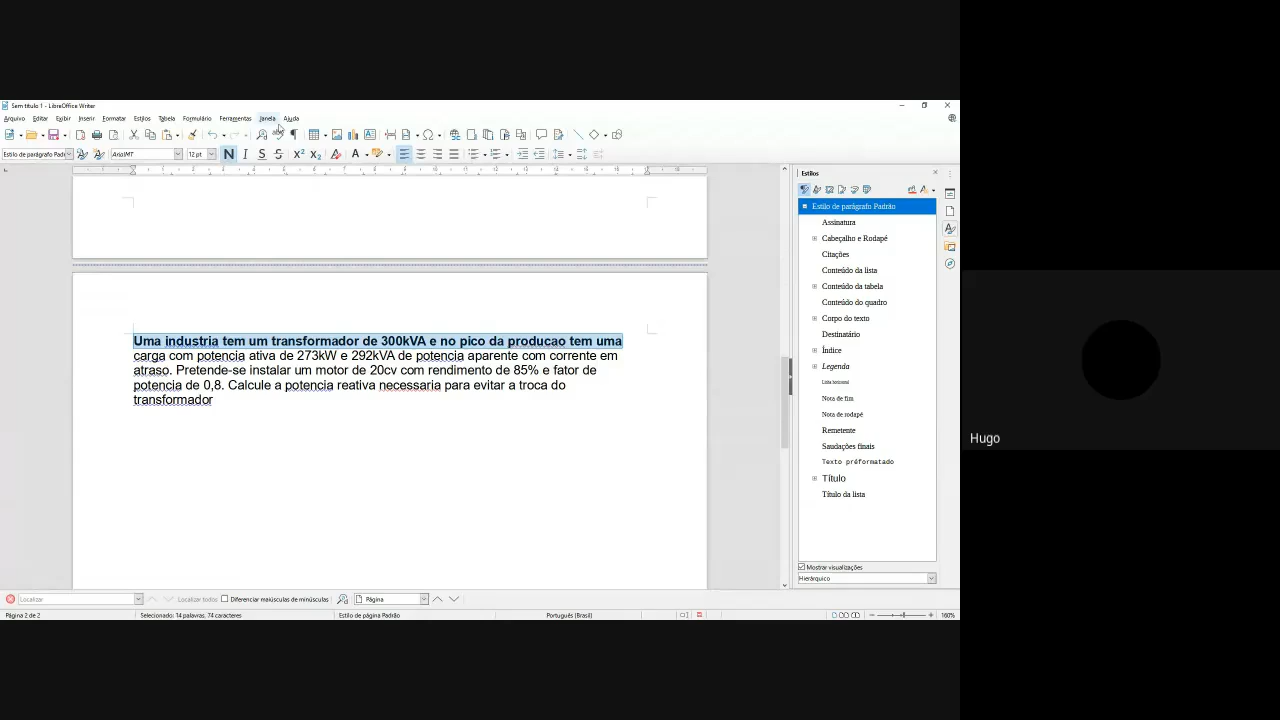 Sem título 1 - LibreOffice Writer
Arquivo Editar Exibir Inserir Formatar Estilos Tabela Formulário Ferramentas Janela Ajuda
Estilo de parágrafo Padr ArialMT 12 pt N I S S X² X₂ A
Estilos
Estilo de parágrafo Padrão
Assinatura
Cabeçalho e Rodapé
Citações
Conteúdo da lista
Conteúdo da tabela
Conteúdo do quadro
Corpo do texto
Destinatário
Índice
Legenda
Linha horizontal
Nota de fim
Nota de rodapé
Remetente
Saudações finais
Texto préformatado
Título
Título da lista
Mostrar visualizações
Hierárquico
Uma industria tem um transformador de 300kVA e no pico da producao tem uma
carga com potencia ativa de 273kW e 292kVA de potencia aparente com coirente em
atraso. Pretende-se instalar um motor de 20cv com rendimento de 85% e fator de
potencia de 0,8. Calcule a potencia reativa necessaria para evitar a troca do
transformador
Localizar Localizar todos Diferenciar maiúsculas de minúsculas Página
Página 2 de 2 Selecionado: 14 palavras, 74 caracteres Estilo de página Padrão Português (Brasil) 160%
Hugo